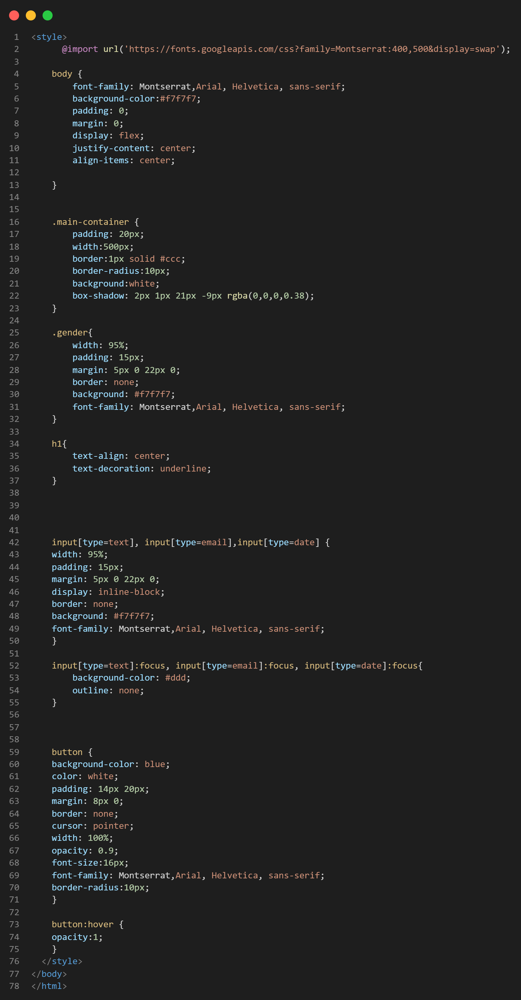 1 <style>
2 @import url('https://fonts.googleapis.com/css?family=Montserrat:400,500&display=swap');
3
4 body {
5 font-family: Montserrat,Arial, Helvetica, sans-serif;
6 background-color:#f7f7f7;
7 padding: 0;
8 margin: 0;
9 display: flex;
10 justify-content: center;
11 align-items: center;
12
13 }
14
15
16 .main-container {
17 padding: 20px;
18 width:500px;
19 border:1px solid #ccc;
20 border-radius:10px;
21 background:white;
22 box-shadow: 2px 1px 21px -9px rgba(0,0,0,0.38);
23 }
24
25 .gender{
26 width: 95%;
27 padding: 15px;
28 margin: 5px 0 22px 0;
29 border: none;
30 background: #f7f7f7;
31 font-family: Montserrat,Arial, Helvetica, sans-serif;
32 }
33
34 h1{
35 text-align: center;
36 text-decoration: underline;
37 }
38
39
40
41
42 input[type=text], input[type=email],input[type=date] {
43 width: 95%;
44 padding: 15px;
45 margin: 5px 0 22px 0;
46 display: inline-block;
47 border: none;
48 background: #f7f7f7;
49 font-family: Montserrat,Arial, Helvetica, sans-serif;
50 }
51
52 input[type=text]:focus, input[type=email]:focus, input[type=date]:focus{
53 background-color: #ddd;
54 outline: none;
55 }
56
57
58
59 button {
60 background-color: blue;
61 color: white;
62 padding: 14px 20px;
63 margin: 8px 0;
64 border: none;
65 cursor: pointer;
66 width: 100%;
67 opacity: 0.9;
68 font-size:16px;
69 font-family: Montserrat,Arial, Helvetica, sans-serif;
70 border-radius:10px;
71 }
72
73 button:hover {
74 opacity:1;
75 }
76 </style>
77 </body>
78 </html>